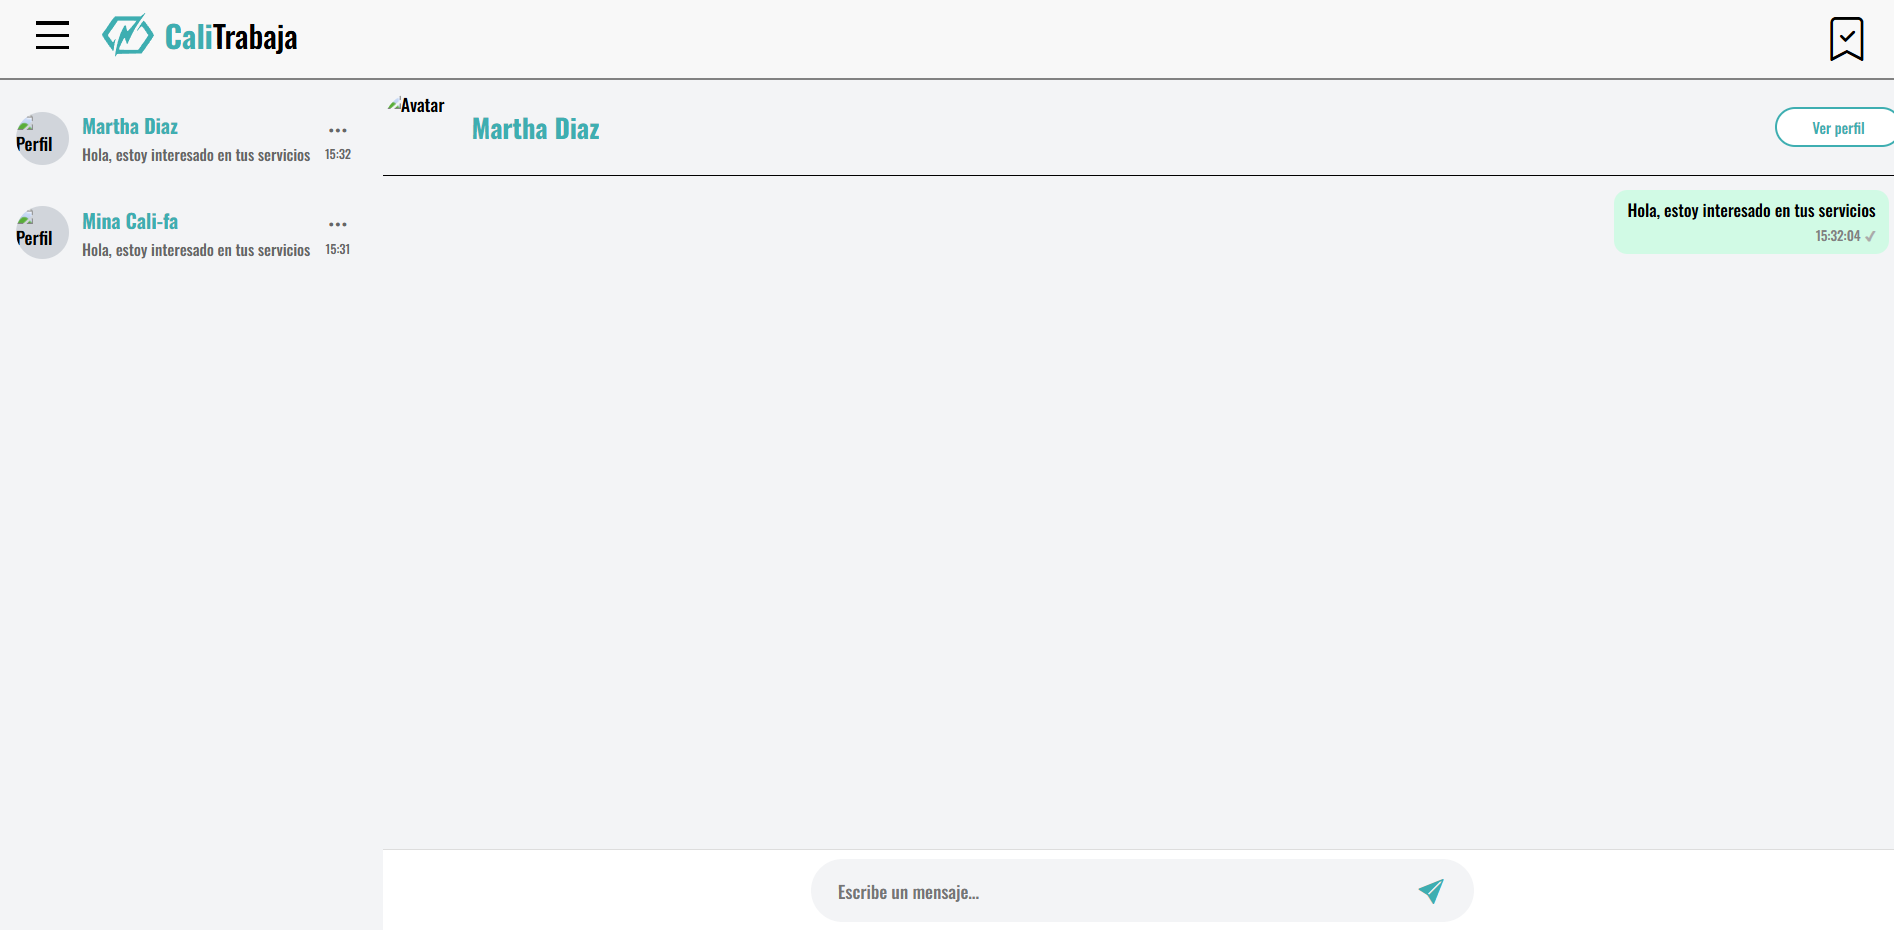 CaliTrabaja
Perfil
Martha Diaz
Hola, estoy interesado en tus servicios
15:32
Perfil
Mina Cali-fa
Hola, estoy interesado en tus servicios
15:31
Avatar
Martha Diaz
Ver perfil
Hola, estoy interesado en tus servicios
15:32:04
Escribe un mensaje...